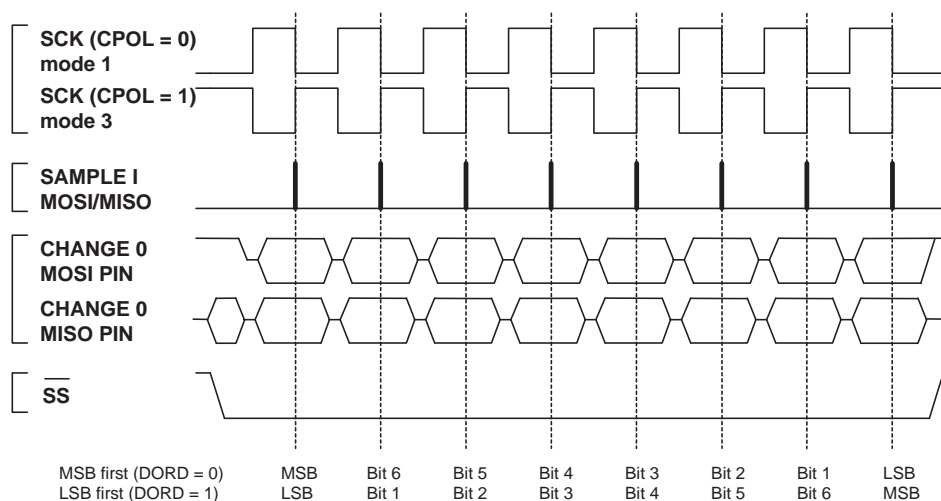 SCK (CPOL = 0)
mode 1
SCK (CPOL = 1)
mode 3
SAMPLE I
MOSI/MISO
CHANGE 0
MOSI PIN
CHANGE 0
MISO PIN
SS
MSB first (DORD = 0) MSB Bit 6 Bit 5 Bit 4 Bit 3 Bit 2 Bit 1 LSB
LSB first (DORD = 1) LSB Bit 1 Bit 2 Bit 3 Bit 4 Bit 5 Bit 6 MSB